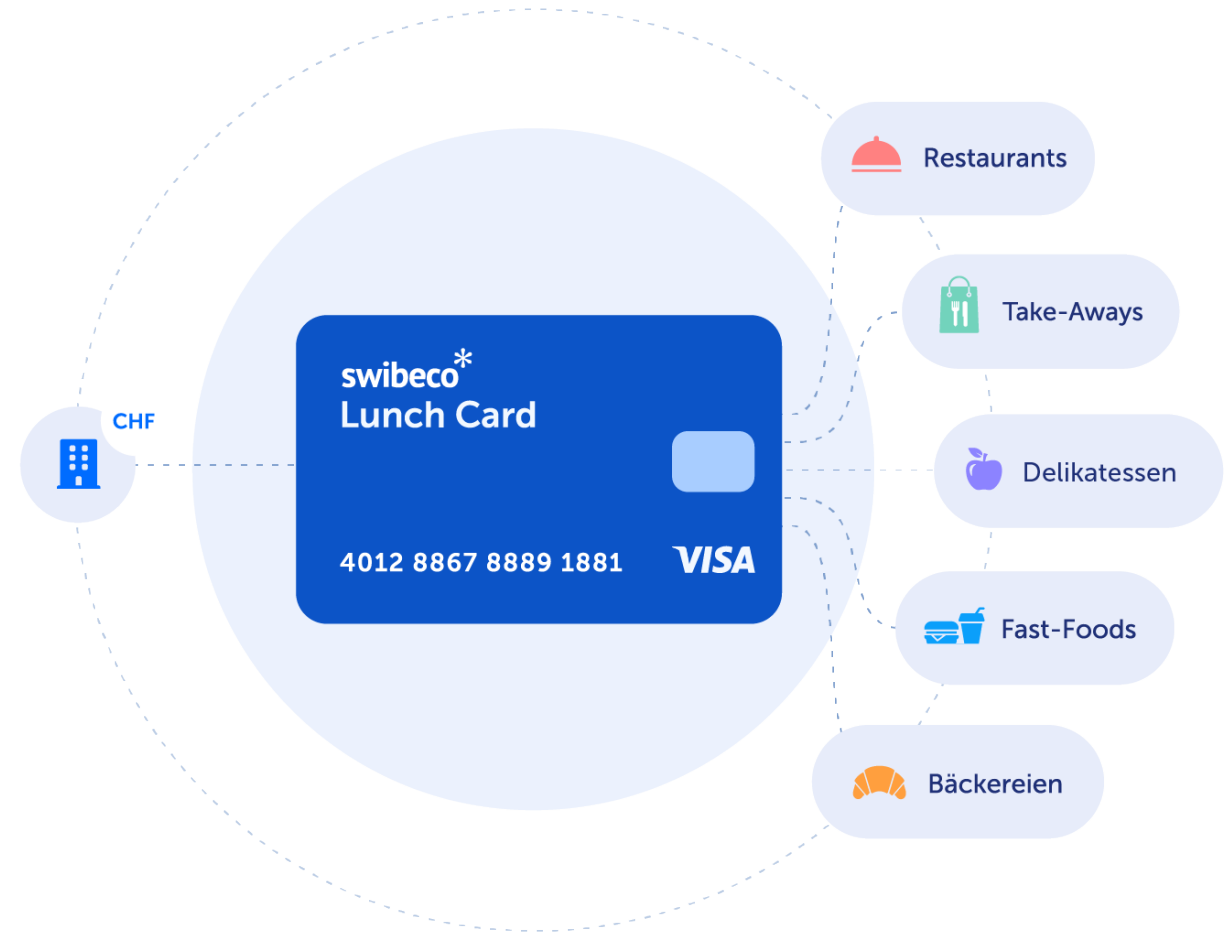 CHF
swibeco*
Lunch Card
4012 8867 8889 1881
VISA
Restaurants
Take-Aways
Delikatessen
Fast-Foods
Bäckereien